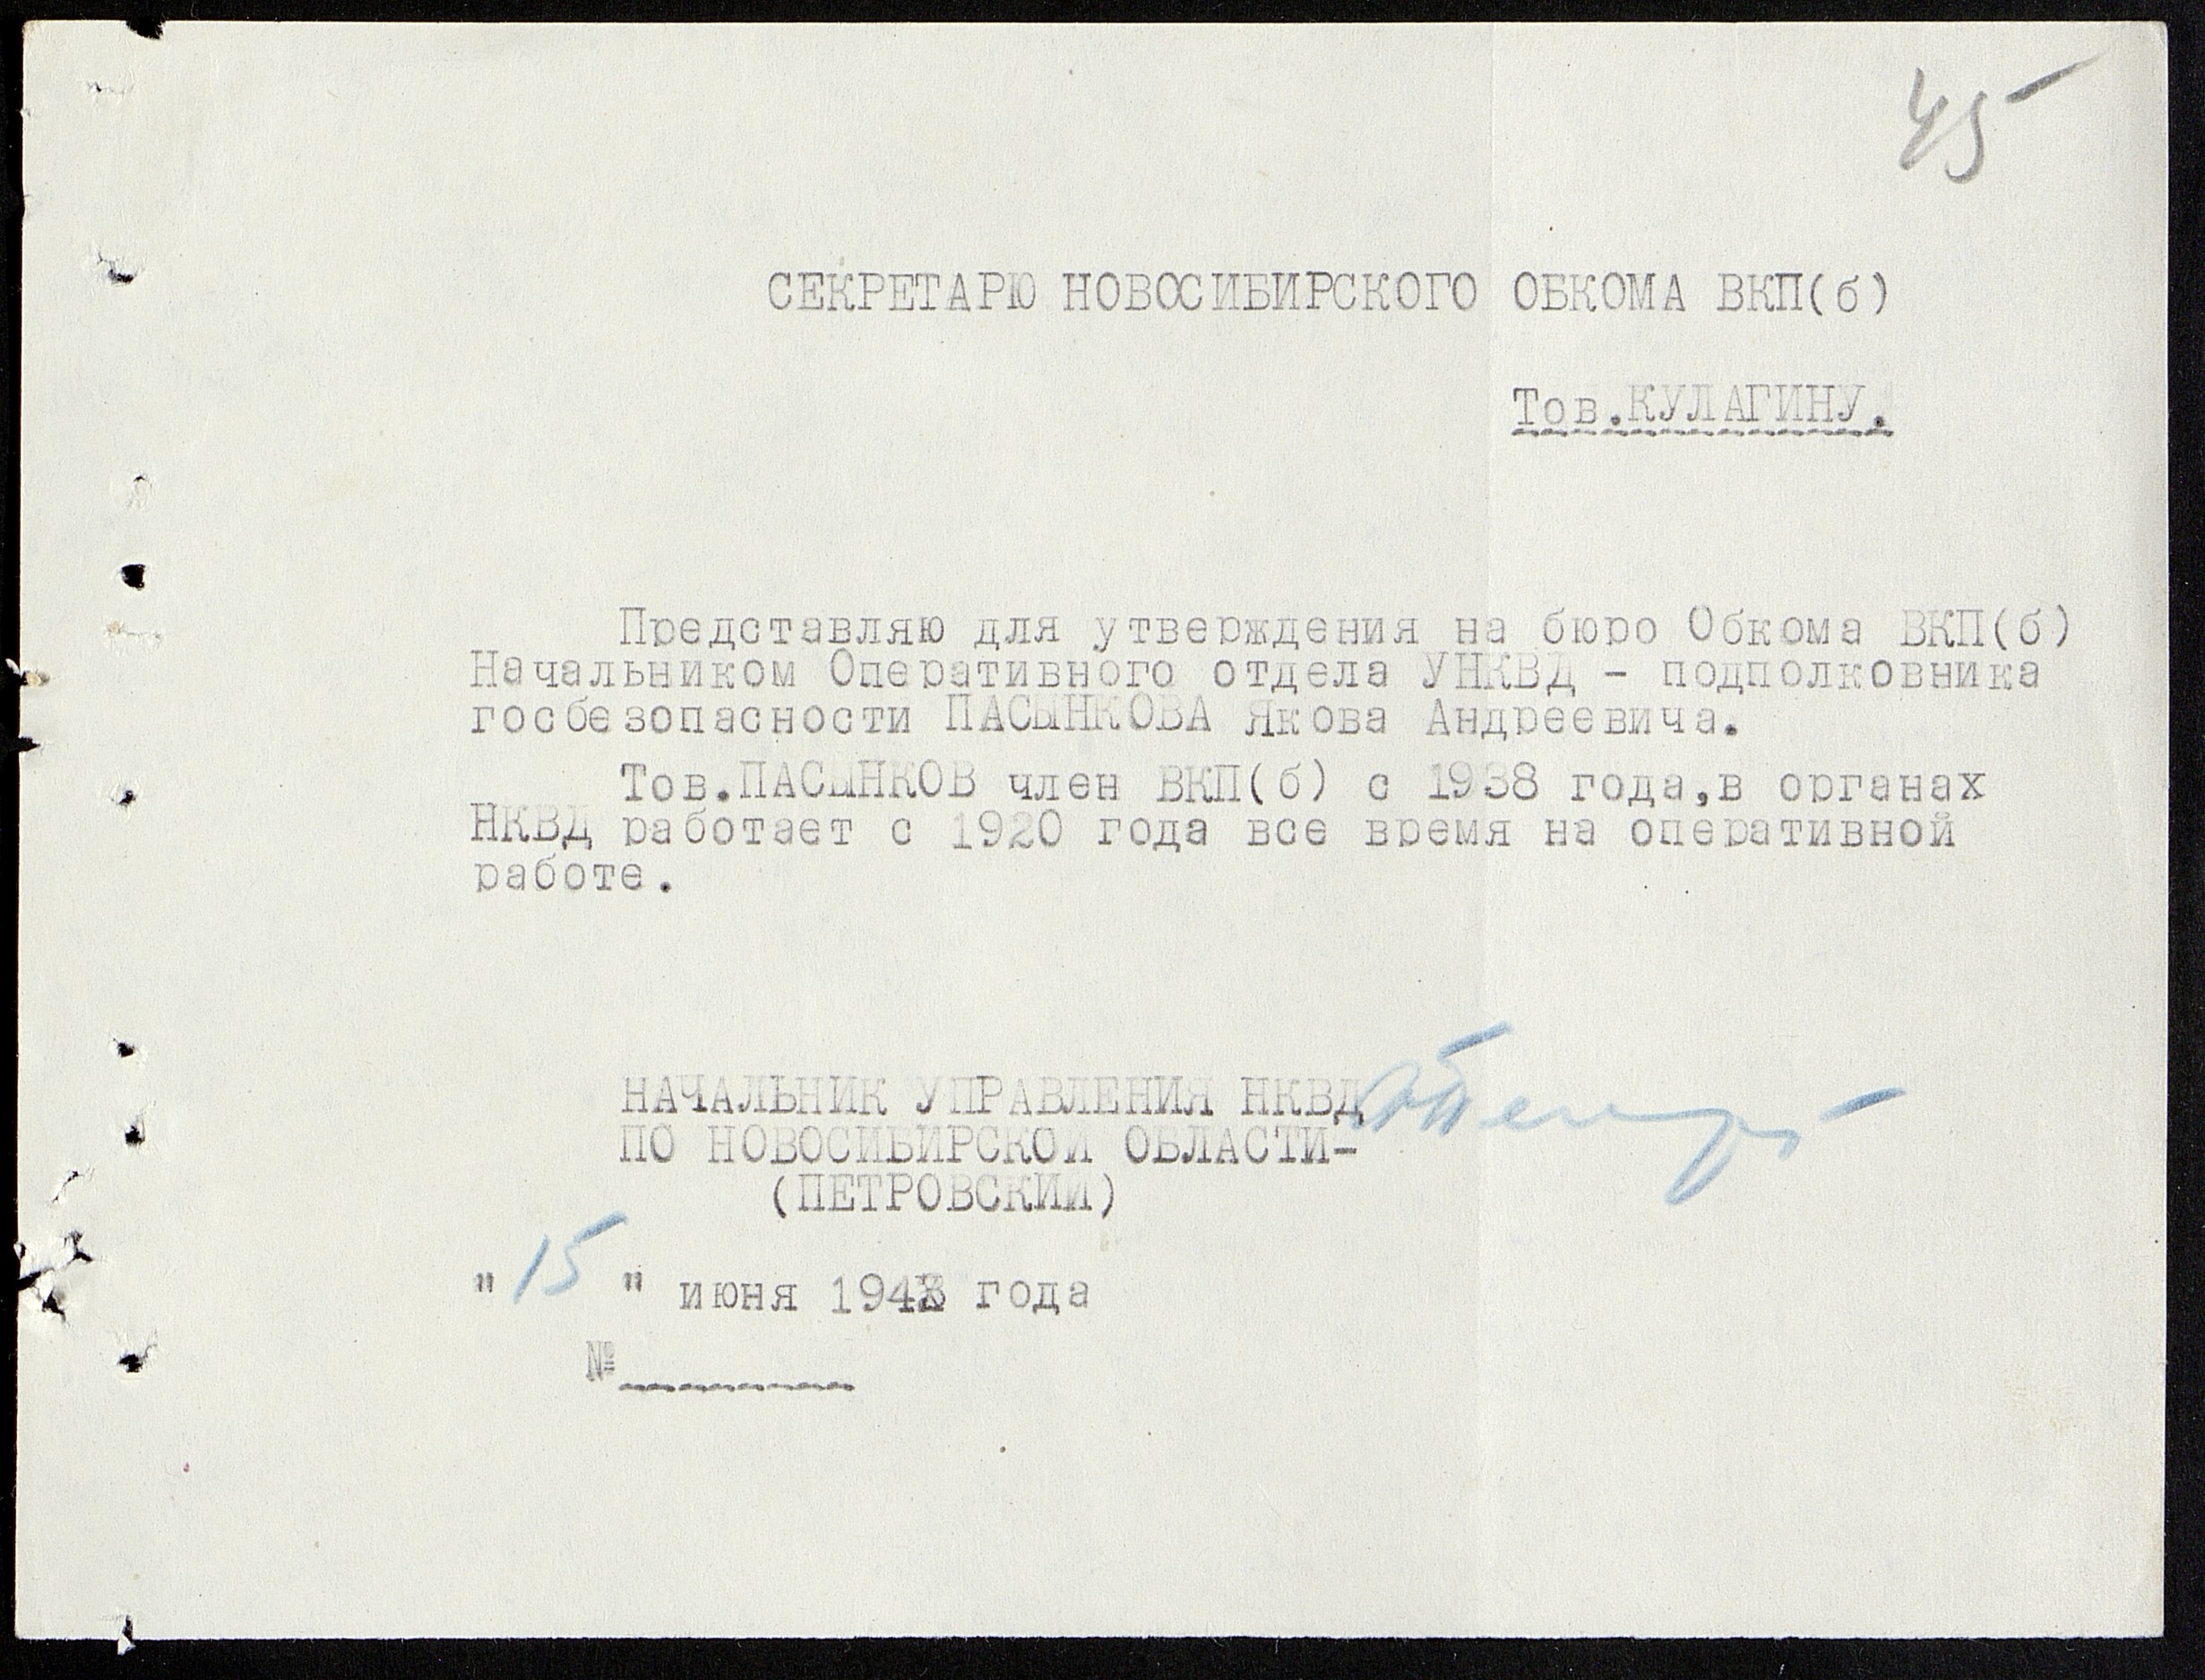 45
СЕКРЕТАРЮ НОВОСИБИРСКОГО ОБКОМА ВКП(б)
Тов.КУЛАГИНУ.
Представляю для утверждения на бюро Обкома ВКП(б)
Начальником Оперативного отдела УНКВД - подполковника
госбезопасности ПАСЫНКОВА Якова Андреевича.
Тов.ПАСЫНКОВ член ВКП(б) с 1938 года,в органах
НКВД работает с 1920 года все время на оперативной
работе.
НАЧАЛЬНИК УПРАВЛЕНИЯ НКВД
ПО НОВОСИБИРСКОЙ ОБЛАСТИ-
(ПЕТРОВСКИЙ)
" 15 " июня 1943 года
№